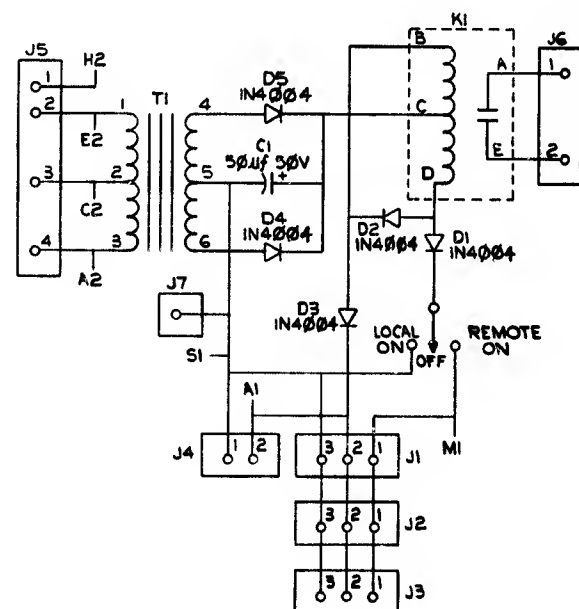 K1
J5
H2
D5
1N4004
B
J6
1
2
E2
1
T1
4
C
A
1
C1
50µf 50V
+
3
C2
2
5
D
E
2
4
A2
3
6
D4
1N4004
D2
1N4004
D1
1N4004
J7
D3
1N4004
LOCAL
ON
OFF
REMOTE
ON
S1
A1
M1
J4
1
2
3
2
1
J1
3
2
1
J2
3
2
1
J3